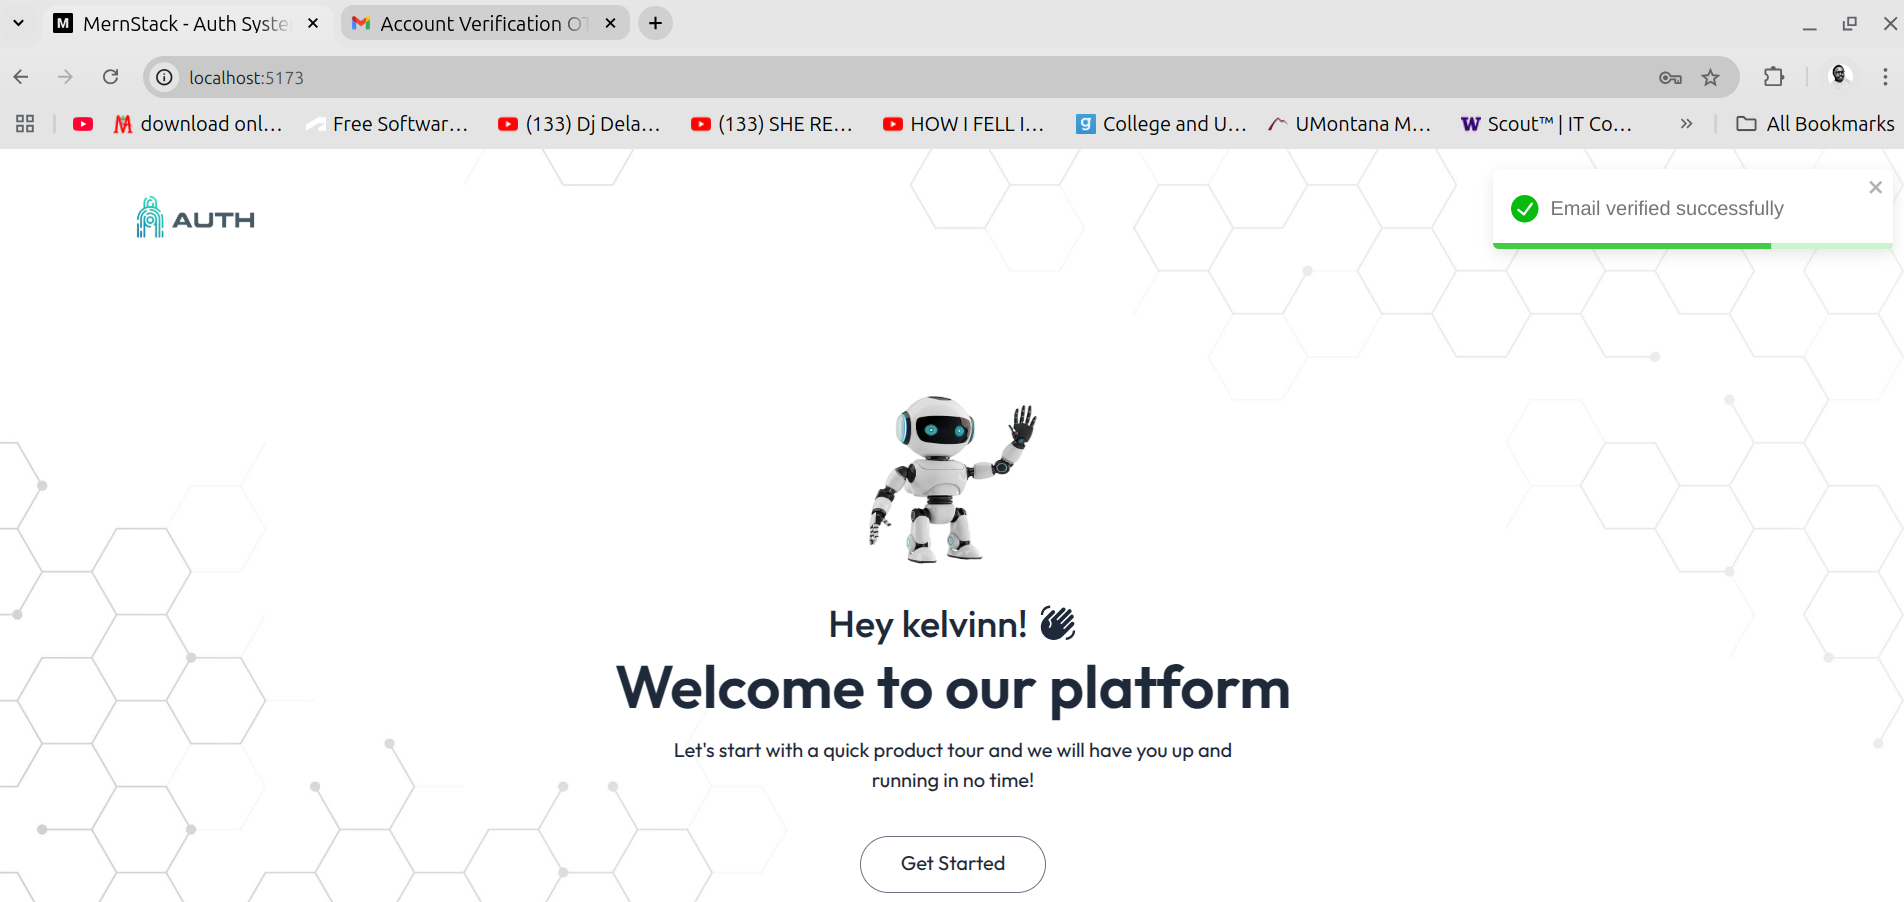 MernStack - Auth Syste
Account Verification OT
localhost:5173
download onl...
Free Softwar...
(133) Dj Dela...
(133) SHE RE...
HOW I FELL I...
College and U...
UMontana M...
Scout™ | IT Co...
All Bookmarks
AUTH
Email verified successfully
Hey kelvinn!
Welcome to our platform
Let's start with a quick product tour and we will have you up and
running in no time!
Get Started